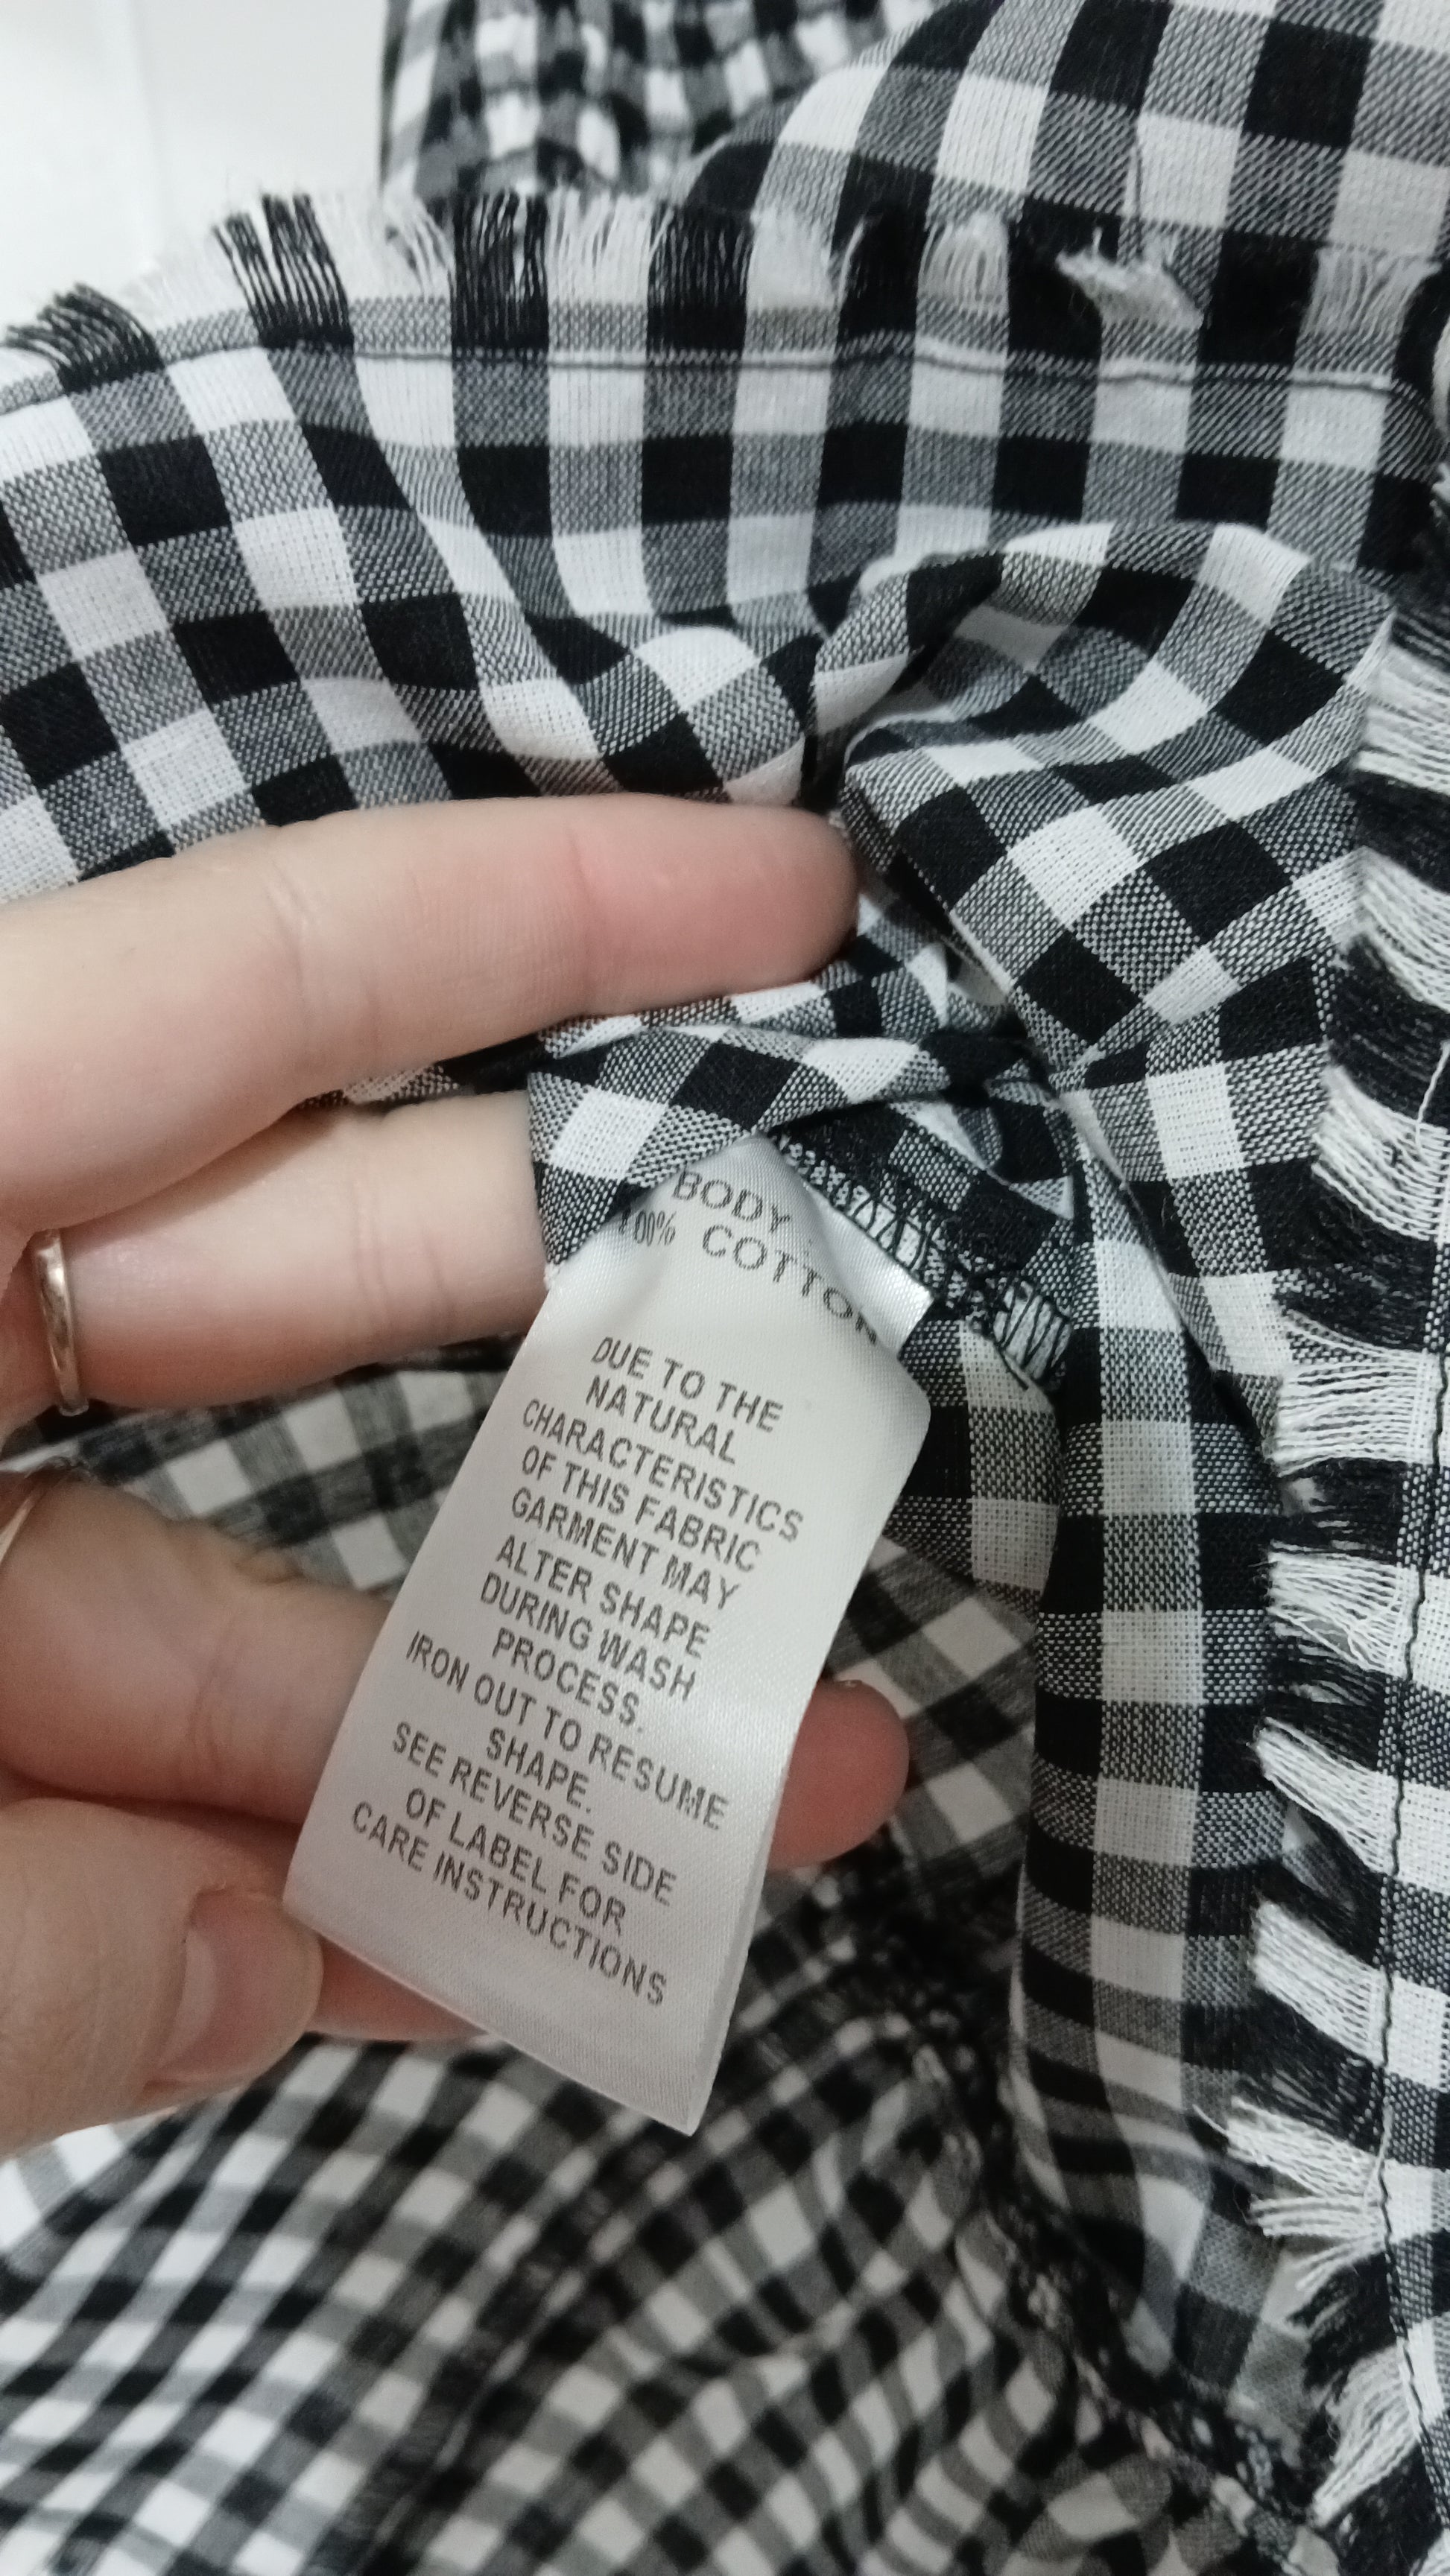 BODY
100% COTTON
DUE TO THE
NATURAL
CHARACTERISTICS
OF THIS FABRIC
GARMENT MAY
ALTER SHAPE
DURING WASH
PROCESS.
IRON OUT TO RESUME
SHAPE.
SEE REVERSE SIDE
OF LABEL FOR
CARE INSTRUCTIONS